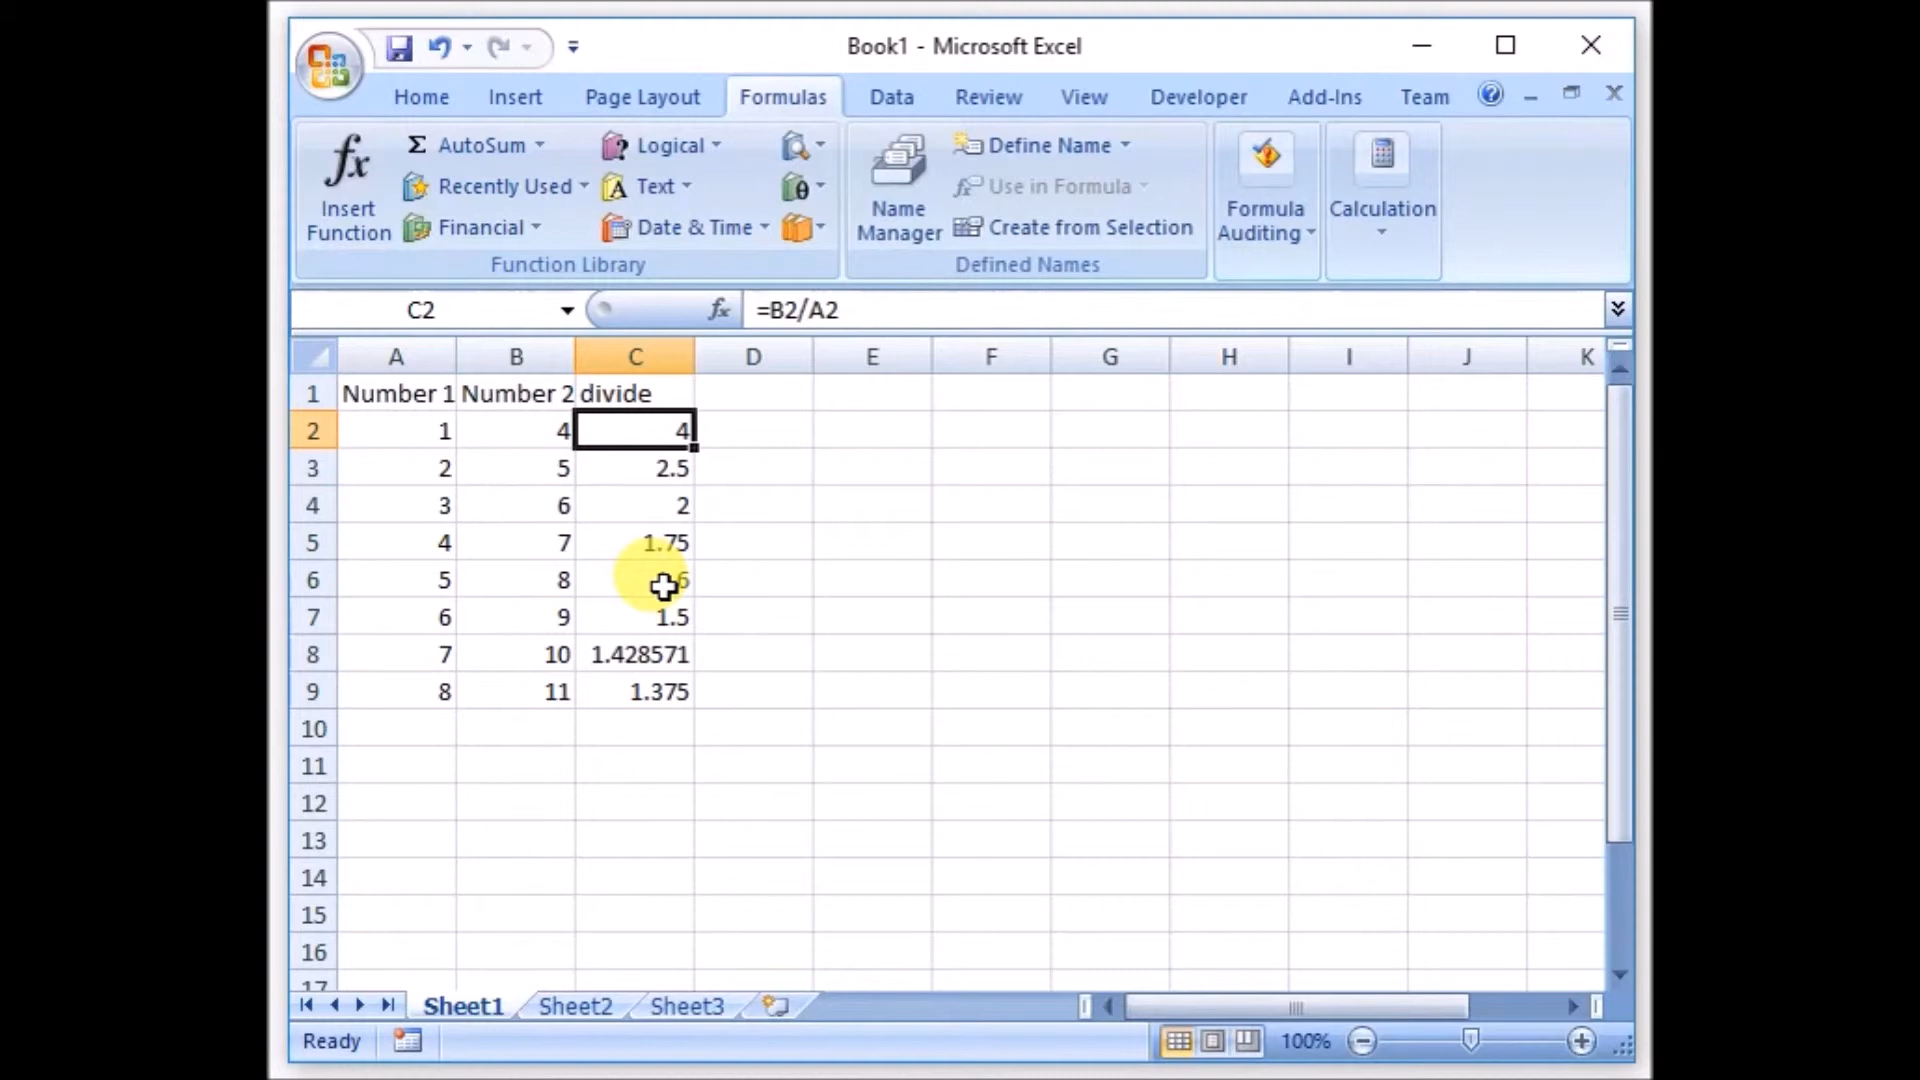 Book1 - Microsoft Excel
Home Insert Page Layout Formulas Data Review View Developer Add-Ins Team
fx Insert Function
Σ AutoSum
Recently Used
Financial
Logical
Text
Date & Time
θ
Function Library
Name Manager
Define Name
fx Use in Formula
Create from Selection
Defined Names
Formula Auditing
Calculation
C2 fx =B2/A2
A B C D E F G H I J K
1 Number 1 Number 2 divide
2 1 4 4
3 2 5 2.5
4 3 6 2
5 4 7 1.75
6 5 8 6
7 6 9 1.5
8 7 10 1.428571
9 8 11 1.375
10
11
12
13
14
15
16
17
Sheet1 Sheet2 Sheet3
Ready 100%